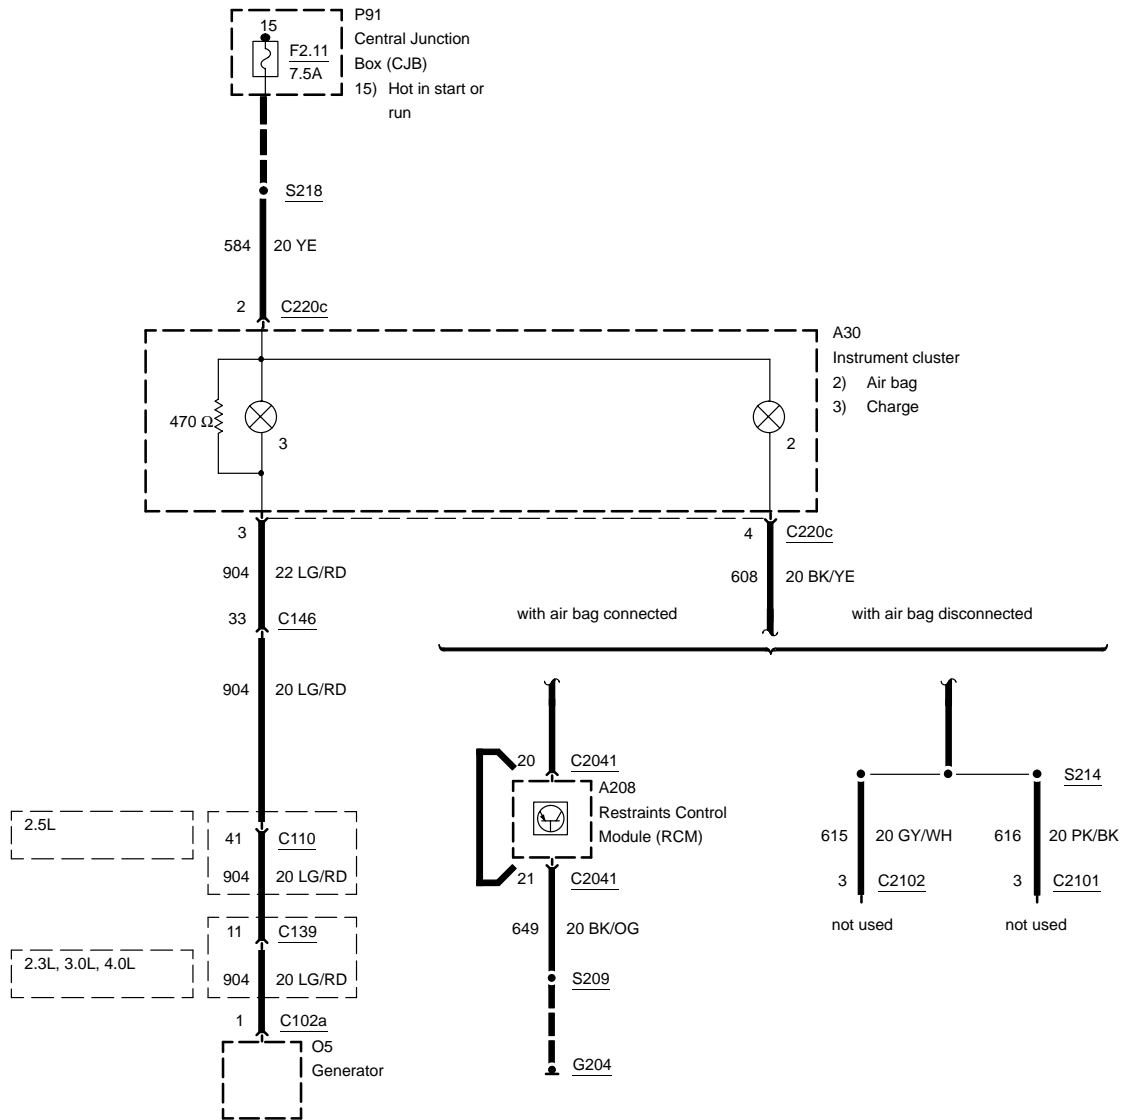 P91
Central Junction
Box (CJB)
15) Hot in start or
run
15
F2.11
7.5A
S218
584 20 YE
2 C220c
A30
Instrument cluster
2) Air bag
3) Charge
470 Ω
3
2
3
4 C220c
904 22 LG/RD
608 20 BK/YE
33 C146
with air bag connected
with air bag disconnected
904 20 LG/RD
20 C2041
A208
Restraints Control
Module (RCM)
S214
2.5L
41 C110
904 20 LG/RD
615 20 GY/WH
616 20 PK/BK
21 C2041
3 C2102
3 C2101
not used
not used
11 C139
649 20 BK/OG
2.3L, 3.0L, 4.0L
904 20 LG/RD
S209
1 C102a
O5
Generator
G204